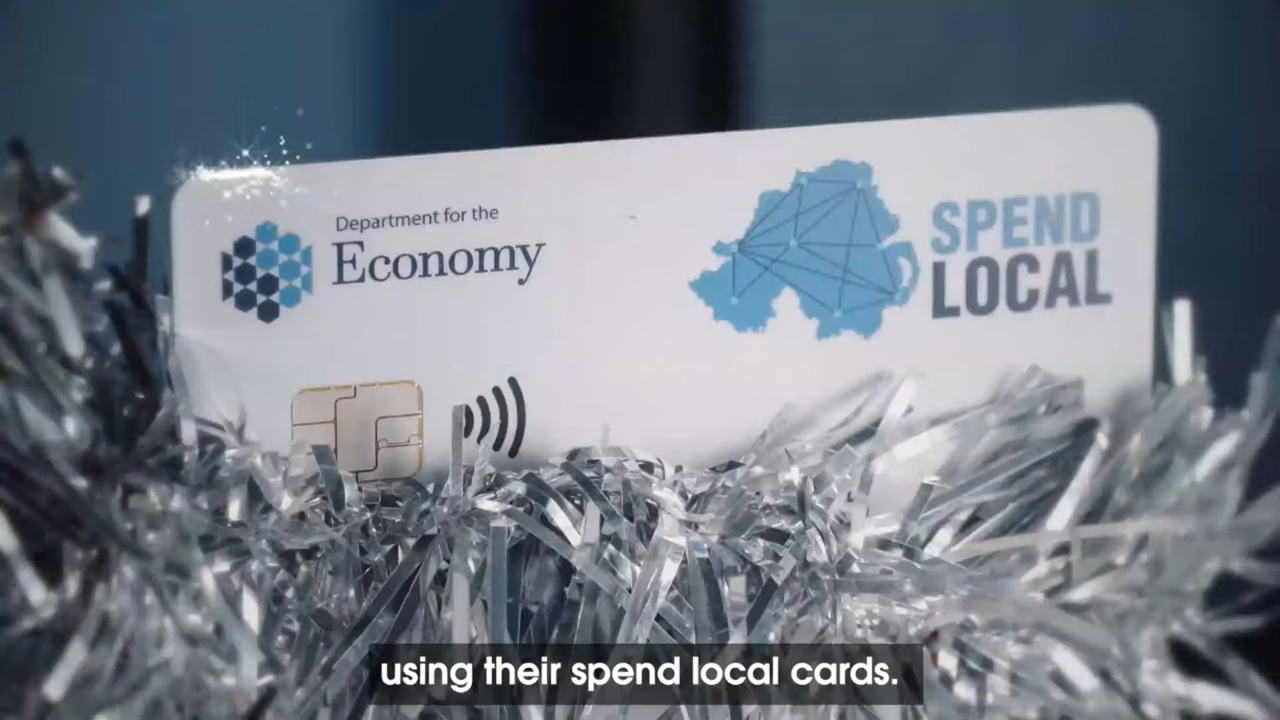 Department for the
Economy
SPEND
LOCAL
using their spend local cards.